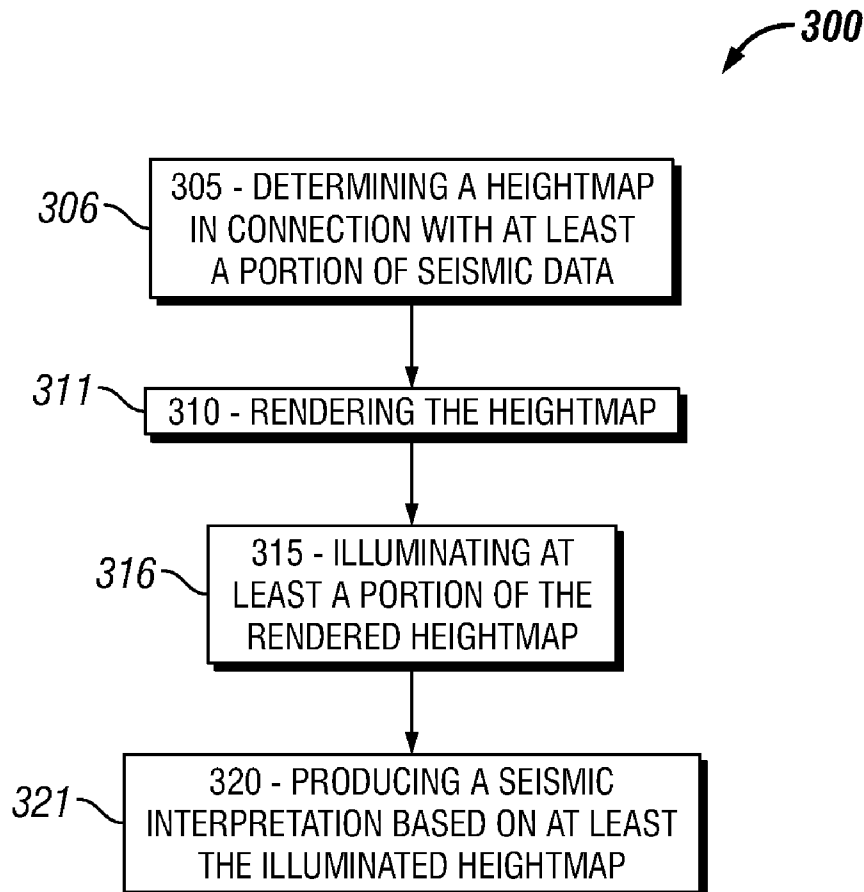 300
306
305 - DETERMINING A HEIGHTMAP
IN CONNECTION WITH AT LEAST
A PORTION OF SEISMIC DATA
311
310 - RENDERING THE HEIGHTMAP
316
315 - ILLUMINATING AT
LEAST A PORTION OF THE
RENDERED HEIGHTMAP
321
320 - PRODUCING A SEISMIC
INTERPRETATION BASED ON AT LEAST
THE ILLUMINATED HEIGHTMAP